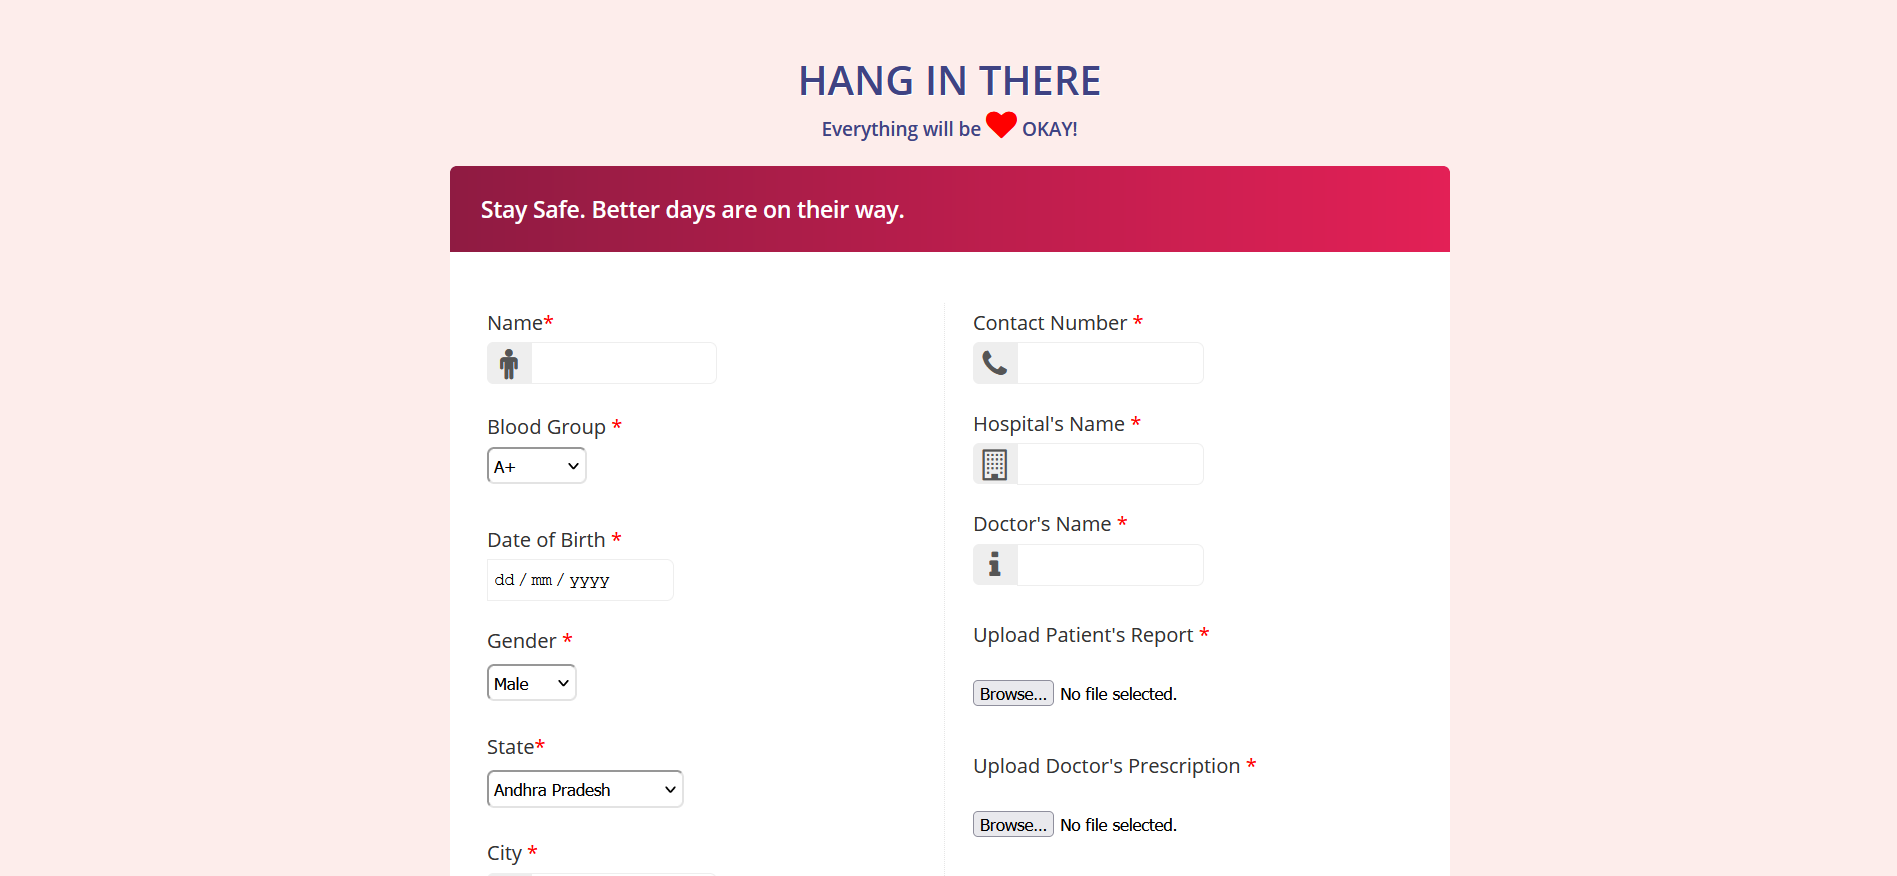 HANG IN THERE
Everything will be OKAY!
Stay Safe. Better days are on their way.
Name*
Blood Group *
A+
Date of Birth *
dd / mm / yyyy
Gender *
Male
State*
Andhra Pradesh
City *
Contact Number *
Hospital's Name *
Doctor's Name *
Upload Patient's Report *
Browse... No file selected.
Upload Doctor's Prescription *
Browse... No file selected.